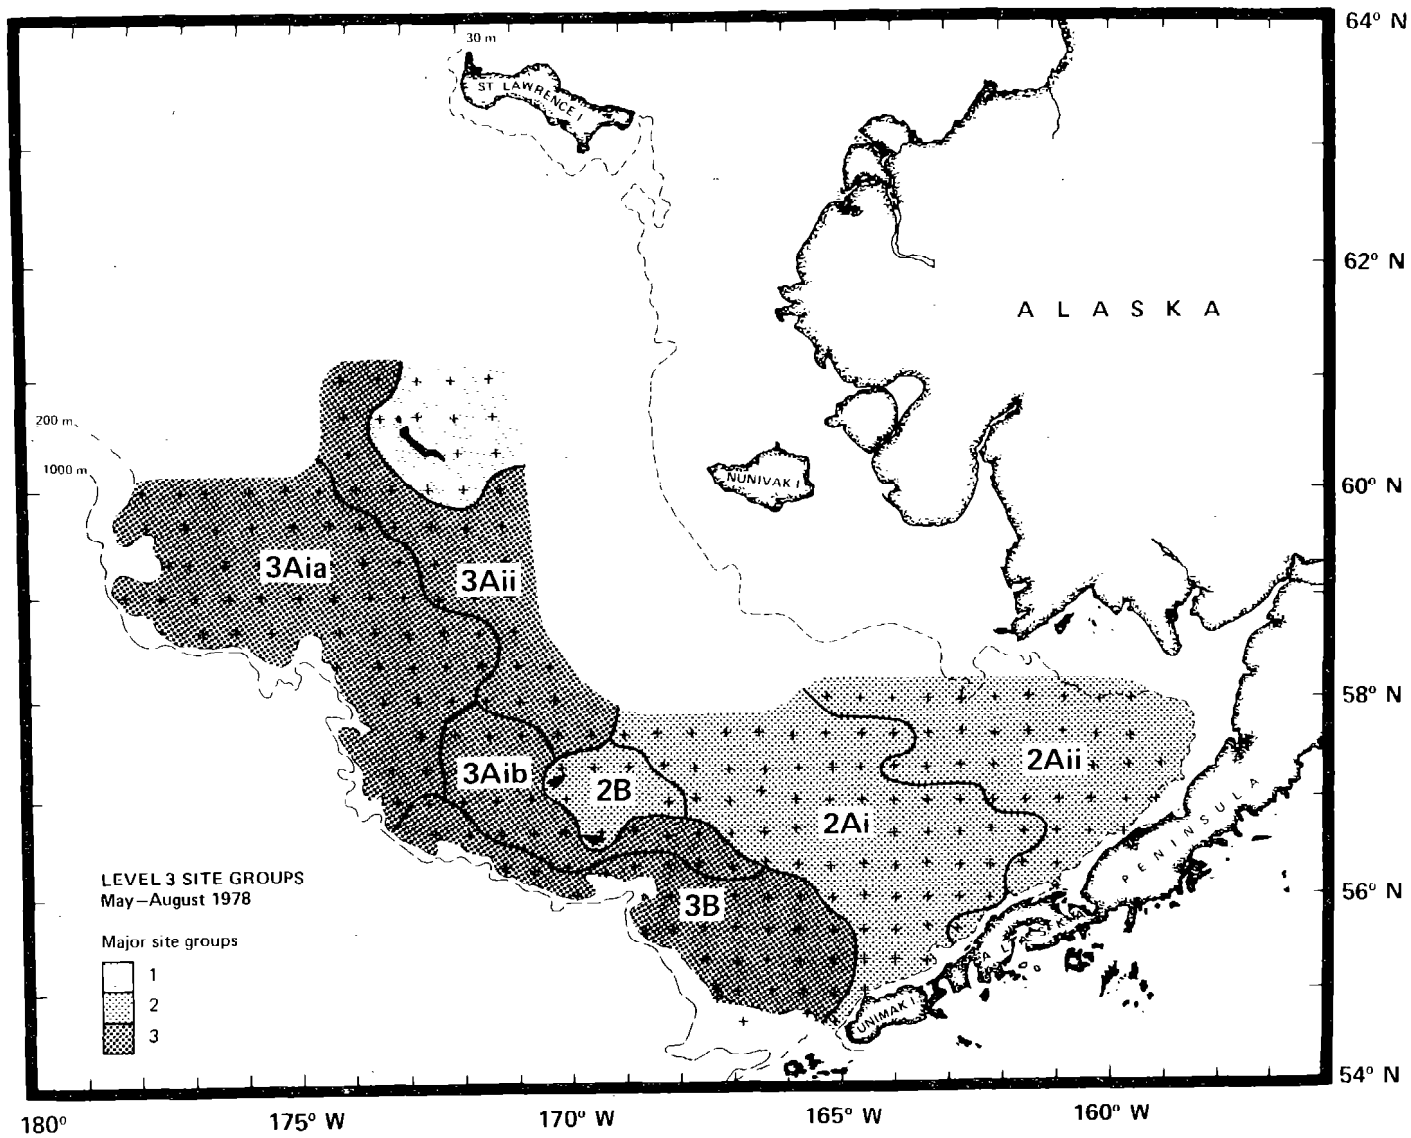 64° N
30 m
ST LAWRENCE I
62° N
A L A S K A
200 m
1000 m
60° N
NUNIVAK I
3Aia
3Aii
58° N
3Aib
2B
2Aii
2Ai
PENINSULA
LEVEL 3 SITE GROUPS
May–August 1978
56° N
3B
Major site groups
1
2
3
UNIMAK I
54° N
180°
175° W
170° W
165° W
160° W